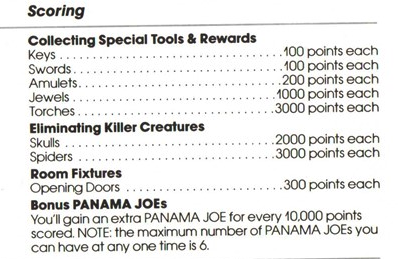 Scoring
Collecting Special Tools & Rewards
Keys . . . . . . . . . . . . . . . . . . . . . . . . . . . . . 100 points each
Swords. . . . . . . . . . . . . . . . . . . . . . . . . . . 100 points each
Amulets. . . . . . . . . . . . . . . . . . . . . . . . . . 200 points each
Jewels . . . . . . . . . . . . . . . . . . . . . . . . . . 1000 points each
Torches. . . . . . . . . . . . . . . . . . . . . . . . . 3000 points each
Eliminating Killer Creatures
Skulls . . . . . . . . . . . . . . . . . . . . . . . . . . 2000 points each
Spiders . . . . . . . . . . . . . . . . . . . . . . . . 3000 points each
Room Fixtures
Opening Doors . . . . . . . . . . . . . . . . . . . 300 points each
Bonus PANAMA JOEs
You'll gain an extra PANAMA JOE for every 10,000 points
scored. NOTE: the maximum number of PANAMA JOEs you
can have at any one time is 6.